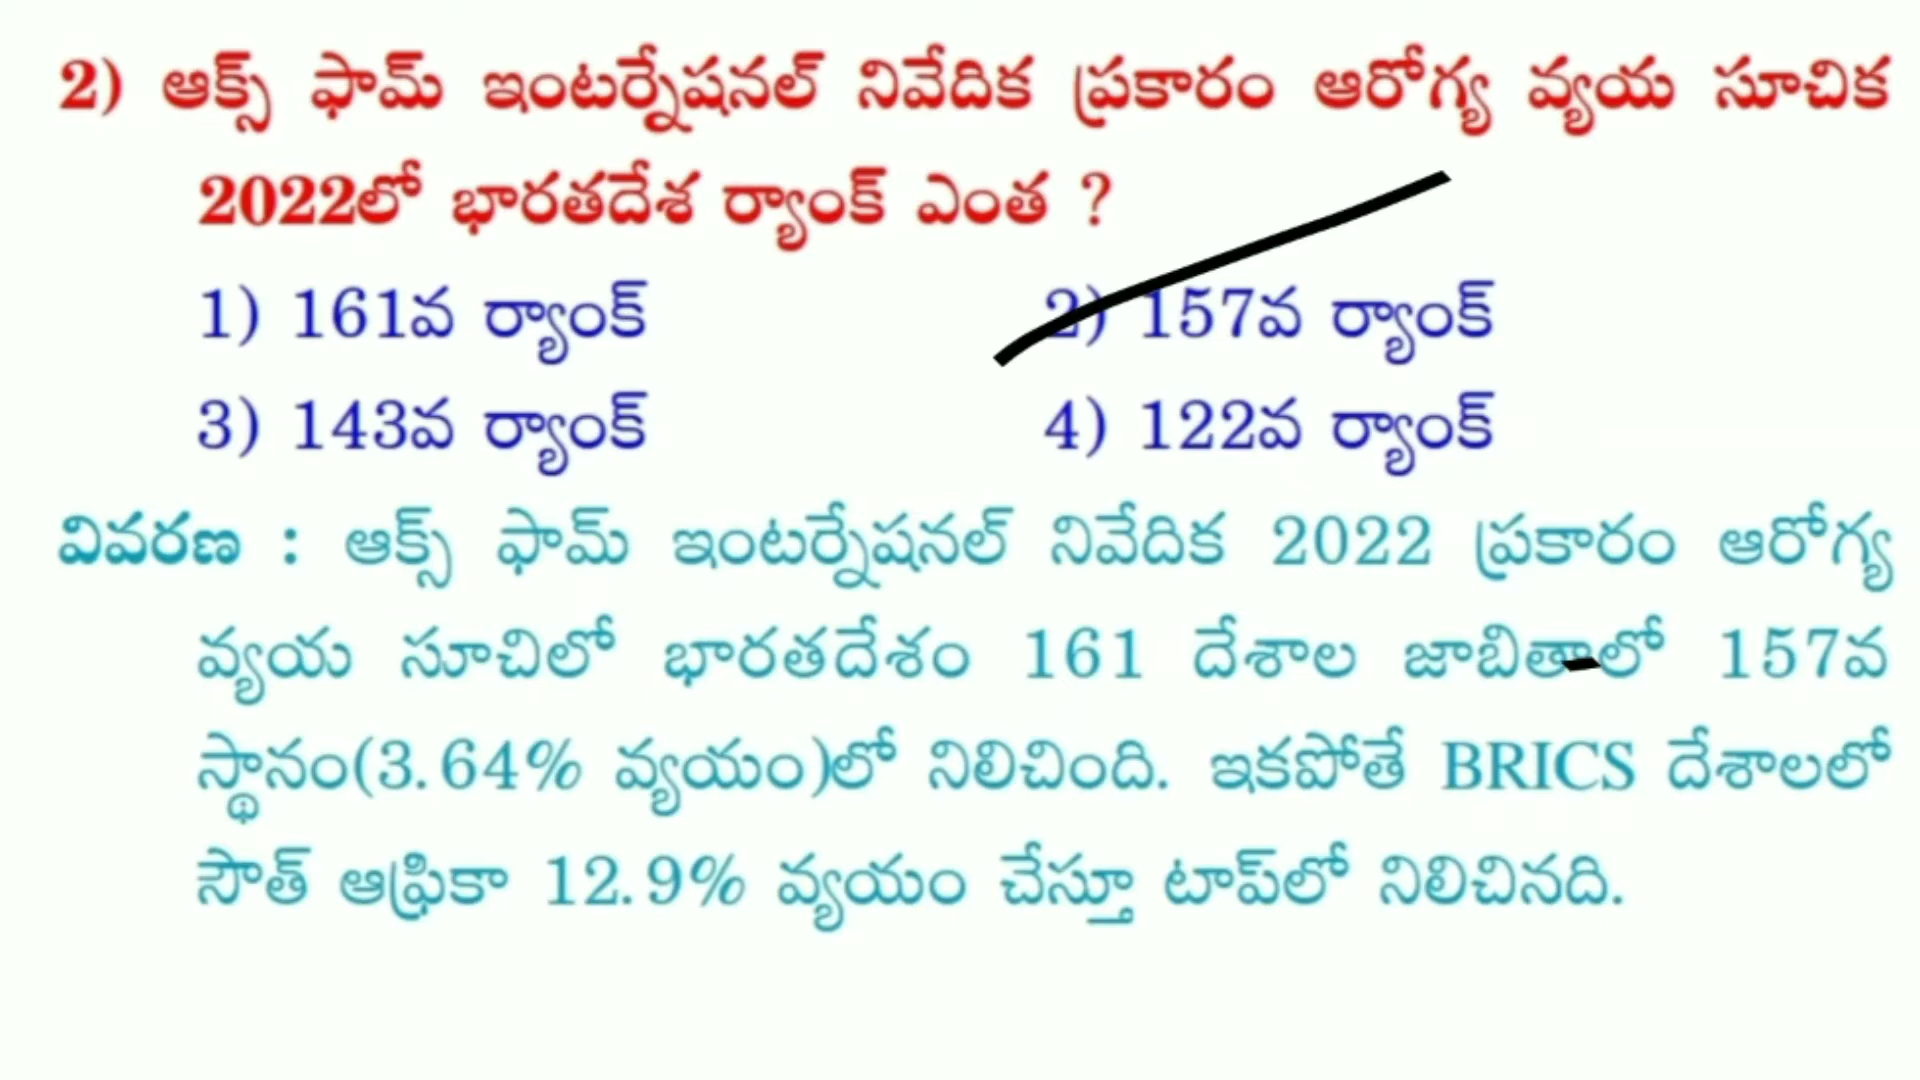 2) ఆక్స్ ఫామ్ ఇంటర్నేషనల్ నివేదిక ప్రకారం ఆరోగ్య వ్యయ సూచిక
2022లో భారతదేశ ర్యాంక్ ఎంత ?
1) 161వ ర్యాంక్ 2) 157వ ర్యాంక్
3) 143వ ర్యాంక్ 4) 122వ ర్యాంక్
వివరణ : ఆక్స్ ఫామ్ ఇంటర్నేషనల్ నివేదిక 2022 ప్రకారం ఆరోగ్య
వ్యయ సూచిలో భారతదేశం 161 దేశాల జాబితాలో 157వ
స్థానం(3.64% వ్యయం)లో నిలిచింది. ఇకపోతే BRICS దేశాలలో
సౌత్ ఆఫ్రికా 12.9% వ్యయం చేస్తూ టాప్‌లో నిలిచినది.